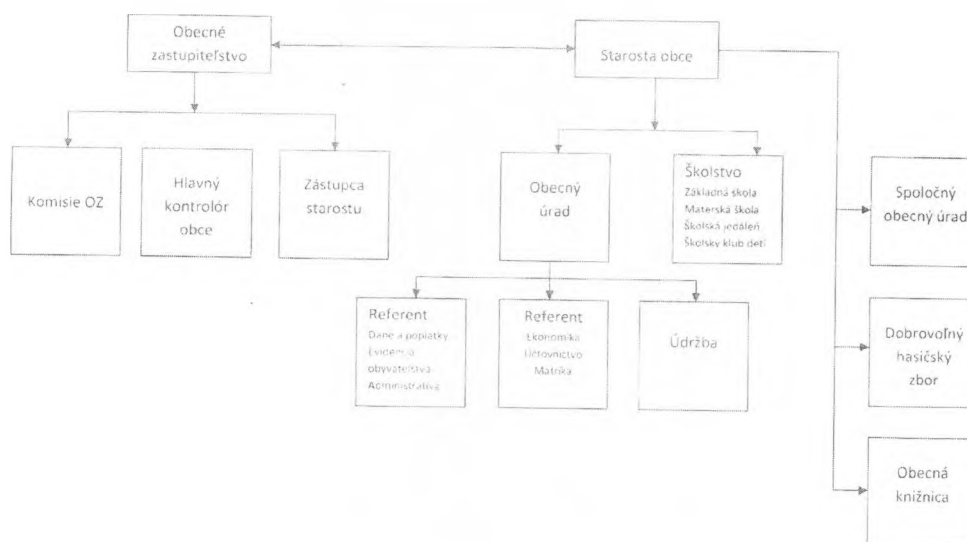 Obecné
zastupiteľstvo
Starosta obce
Komisie OZ
Hlavný
kontrolór
obce
Zástupca
starostu
Obecný
úrad
Školstvo
Základná škola
Materská škola
Školská jedáleň
Školsky klub detí
Spoločný
obecný úrad
Referent
Dane a poplatky
Evidencia
obyvateľstva
Administratíva
Referent
Ekonomika
Účtovníctvo
Matrika
Údržba
Dobrovoľný
hasičský
zbor
Obecná
knižnica